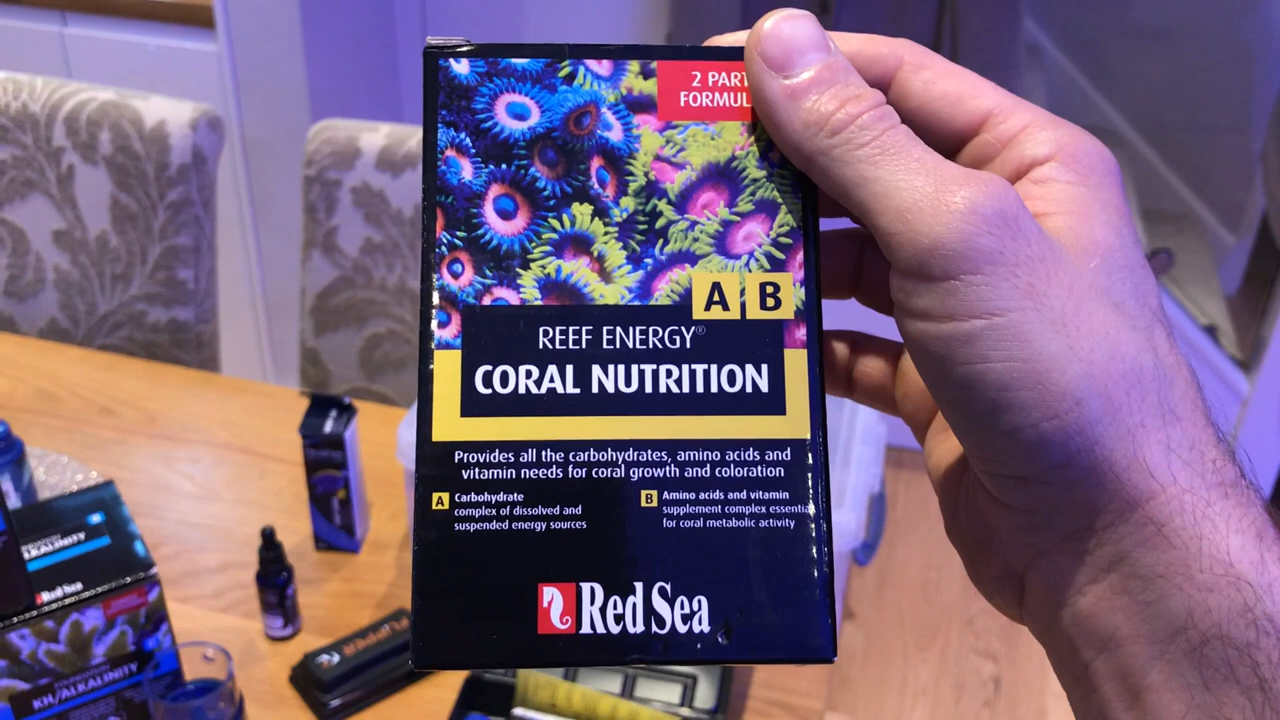 2 PART
FORMUL
A B
REEF ENERGY®
CORAL NUTRITION
Provides all the carbohydrates, amino acids and
vitamin needs for coral growth and coloration
A Carbohydrate
complex of dissolved and
suspended energy sources
B Amino acids and vitamin
supplement complex essentia
for coral metabolic activity
Red Sea
Red Sea
KH/ALKALINITY
FLIPPER